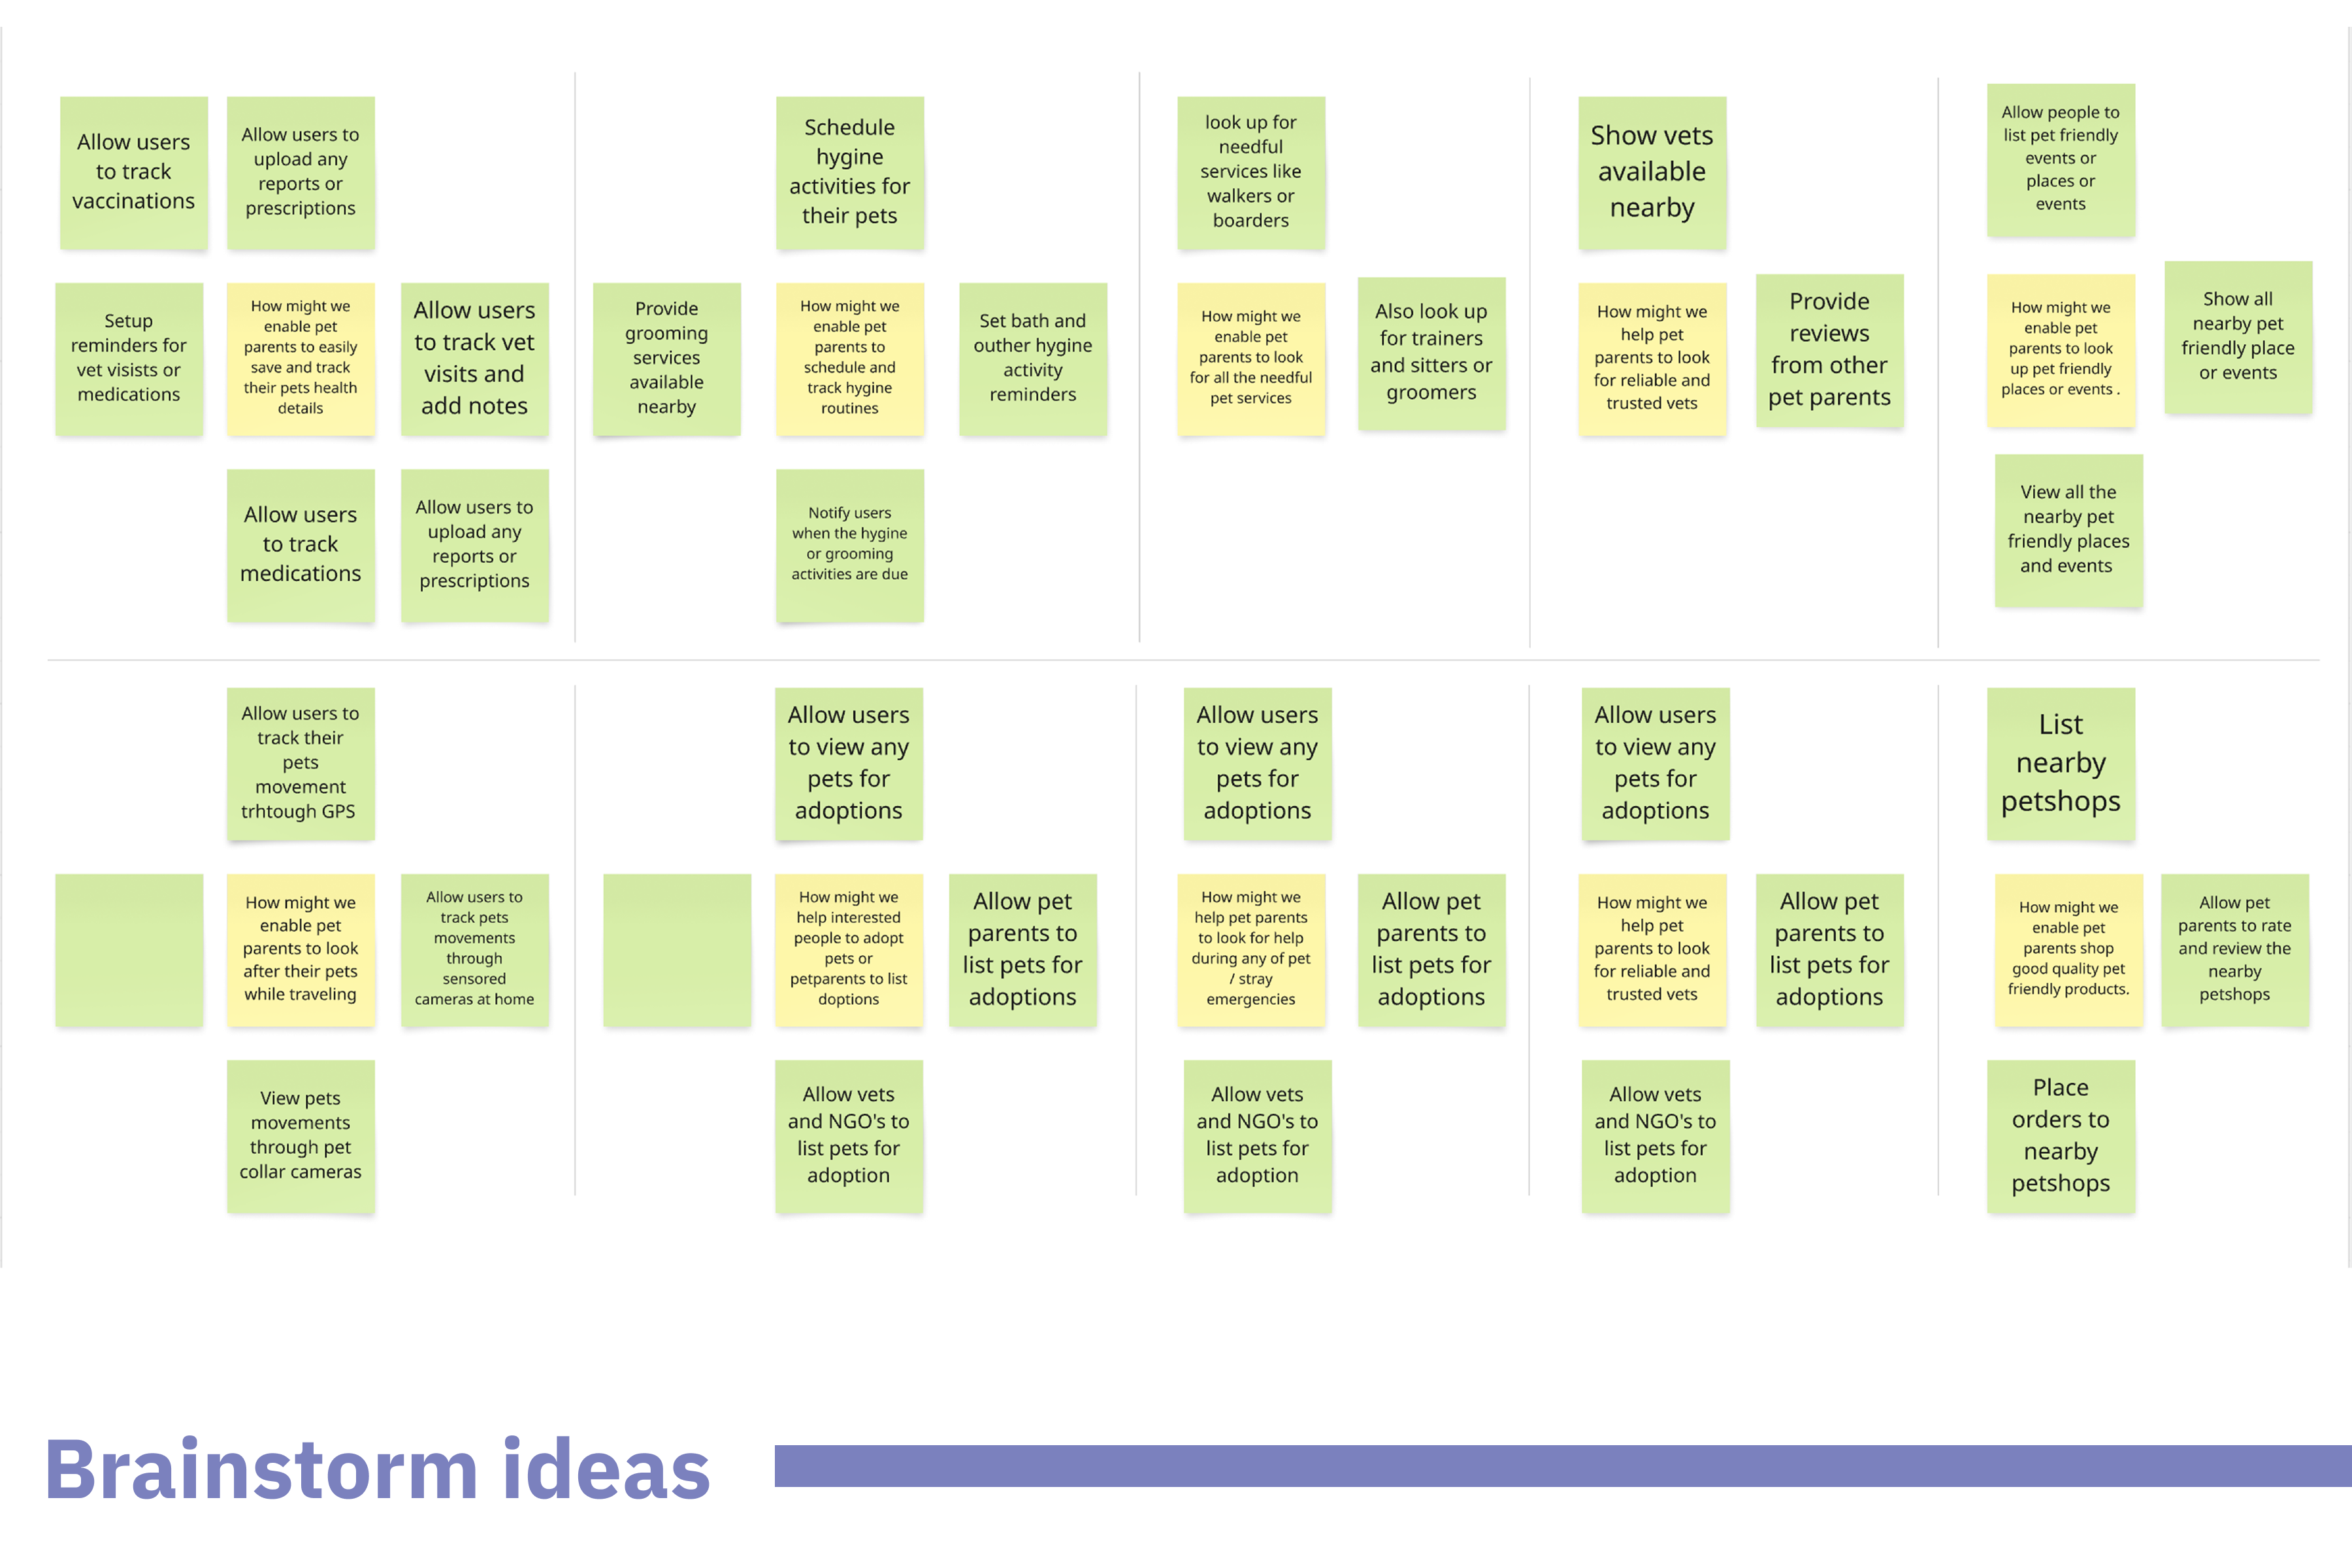 Allow users
to track
vaccinations
Allow users to
upload any
reports or
prescriptions
Setup
reminders for
vet visists or
medications
How might we
enable pet
parents to easily
save and track
their pets health
details
Allow users
to track vet
visits and
add notes
Allow users
to track
medications
Allow users to
upload any
reports or
prescriptions
Schedule
hygine
activities for
their pets
Provide
grooming
services
available
nearby
How might we
enable pet
parents to
schedule and
track hygine
routines
Set bath and
outher hygine
activity
reminders
Notify users
when the hygine
or grooming
activities are due
look up for
needful
services like
walkers or
boarders
How might we
enable pet
parents to look
for all the needful
pet services
Also look up
for trainers
and sitters or
groomers
Show vets
available
nearby
How might we
help pet
parents to look
for reliable and
trusted vets
Provide
reviews
from other
pet parents
Allow people to
list pet friendly
events or
places or
events
How might we
enable pet
parents to look
up pet friendly
places or events .
Show all
nearby pet
friendly place
or events
View all the
nearby pet
friendly places
and events
Allow users to
track their
pets
movement
trhtough GPS
How might we
enable pet
parents to look
after their pets
while traveling
Allow users to
track pets
movements
through
sensored
cameras at home
View pets
movements
through pet
collar cameras
Allow users
to view any
pets for
adoptions
How might we
help interested
people to adopt
pets or
petparents to list
doptions
Allow pet
parents to
list pets for
adoptions
Allow vets
and NGO's to
list pets for
adoption
Allow users
to view any
pets for
adoptions
How might we
help pet parents
to look for help
during any of pet
/ stray
emergencies
Allow pet
parents to
list pets for
adoptions
Allow vets
and NGO's to
list pets for
adoption
Allow users
to view any
pets for
adoptions
How might we
help pet
parents to look
for reliable and
trusted vets
Allow pet
parents to
list pets for
adoptions
Allow vets
and NGO's to
list pets for
adoption
List
nearby
petshops
How might we
enable pet
parents shop
good quality pet
friendly products.
Allow pet
parents to rate
and review the
nearby
petshops
Place
orders to
nearby
petshops
Brainstorm ideas